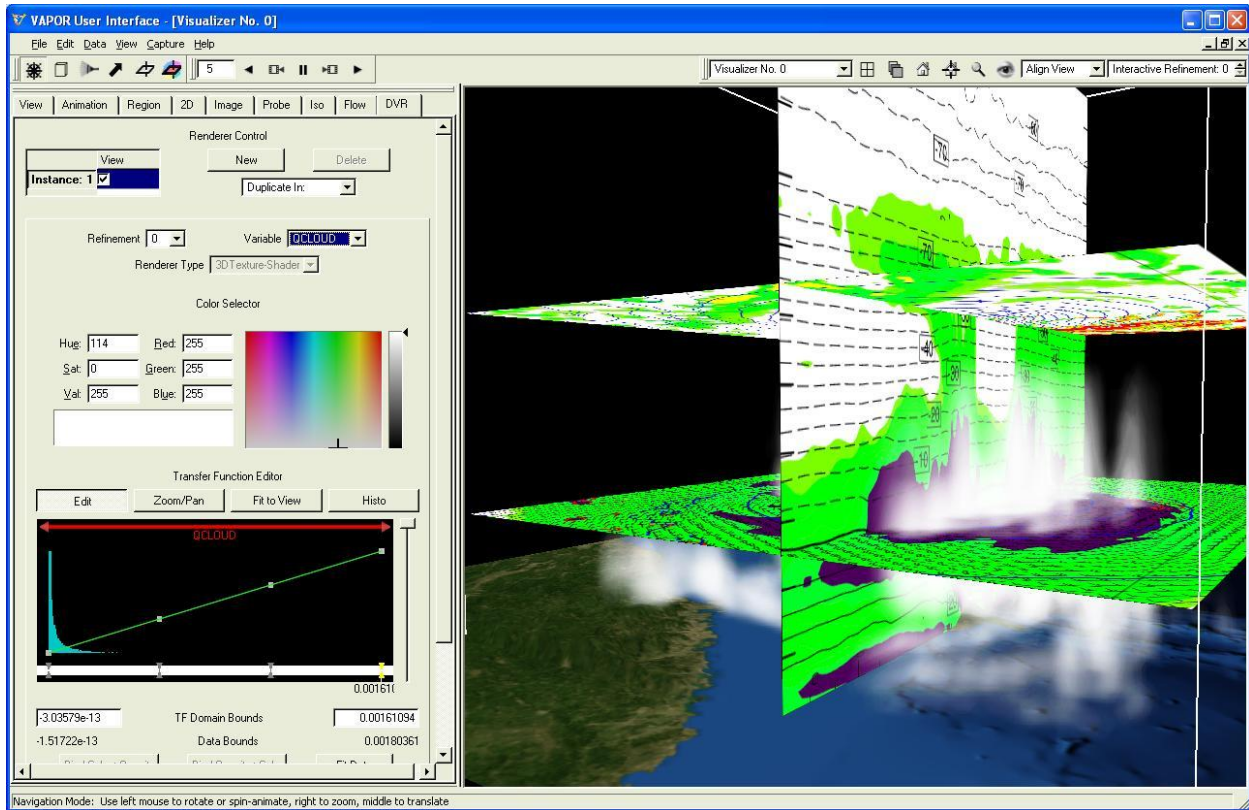 VAPOR User Interface - [Visualizer No. 0]
File Edit Data View Capture Help
5
Visualizer No. 0
Align View
Interactive Refinement: 0
View Animation Region 2D Image Probe Iso Flow DVR
Renderer Control
View
Instance: 1
New Delete
Duplicate In:
Refinement 0 Variable QCLOUD
Renderer Type 3DTexture-Shader
Color Selector
Hue: 114 Red: 255
Sat: 0 Green: 255
Val: 255 Blue: 255
Transfer Function Editor
Edit Zoom/Pan Fit to View Histo
QCLOUD
0.00161
-3.03579e-13 TF Domain Bounds 0.00161094
-1.51722e-13 Data Bounds 0.00180361
-70
-70
-40
-30
-20
-10
Navigation Mode: Use left mouse to rotate or spin-animate, right to zoom, middle to translate